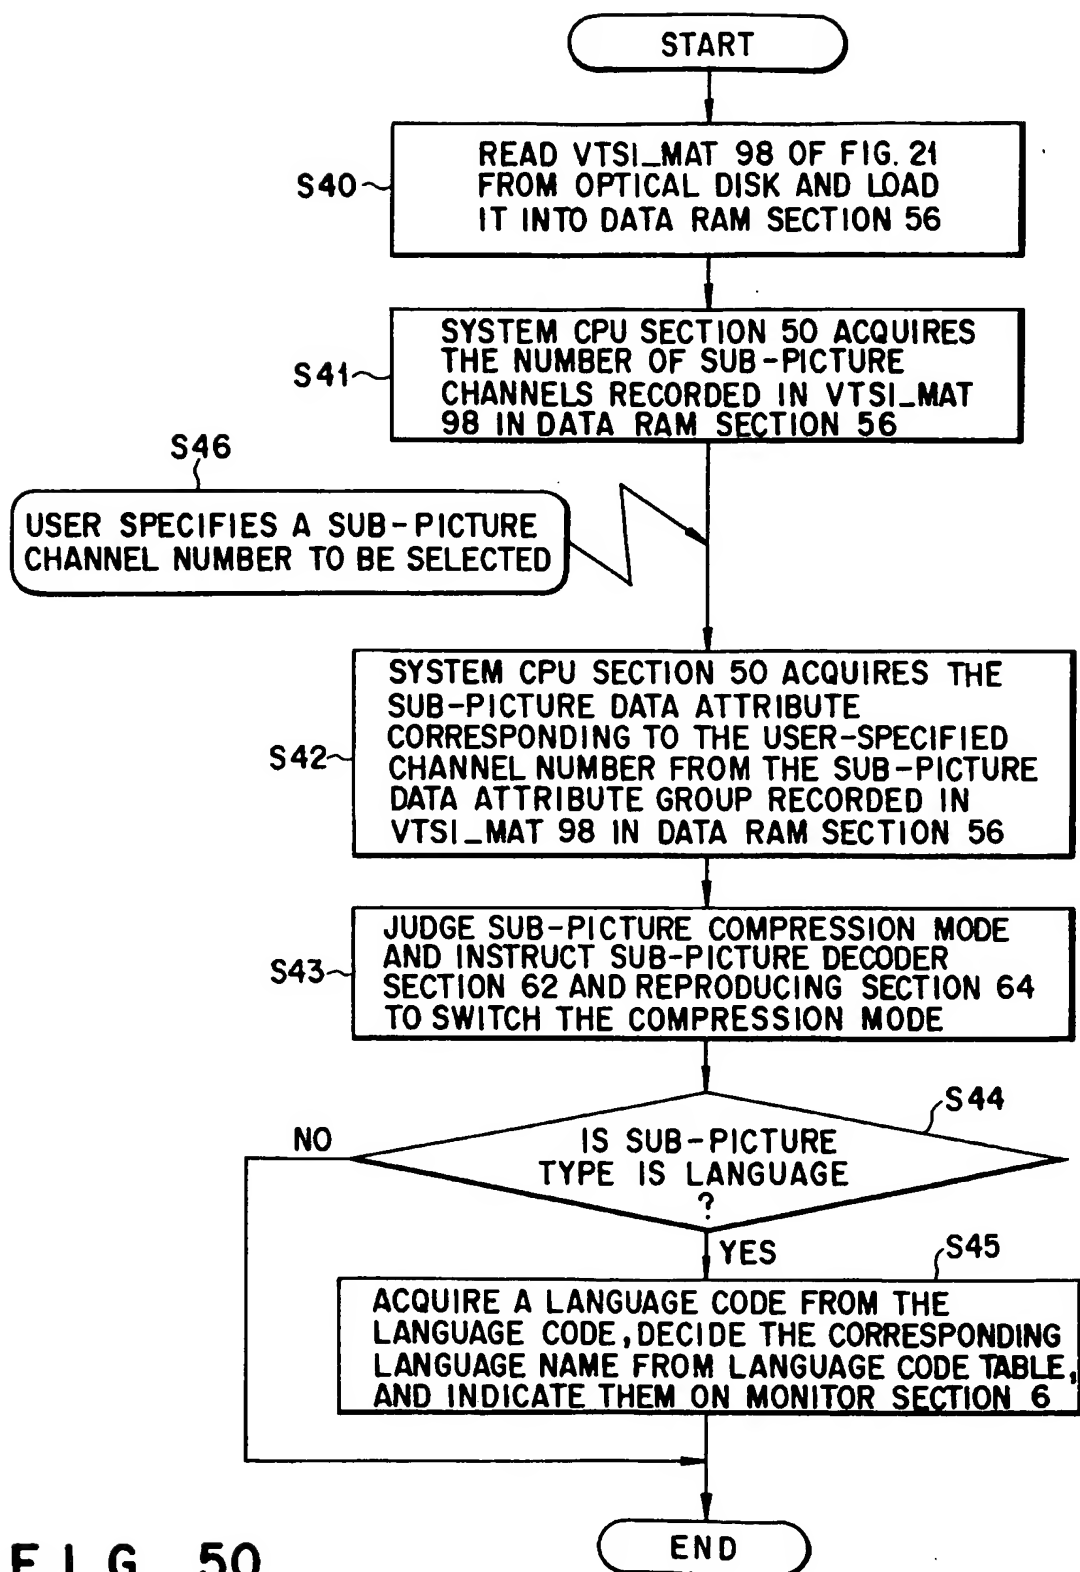 START
S40
READ VTSI_MAT 98 OF FIG. 21
FROM OPTICAL DISK AND LOAD
IT INTO DATA RAM SECTION 56
S41
SYSTEM CPU SECTION 50 ACQUIRES
THE NUMBER OF SUB-PICTURE
CHANNELS RECORDED IN VTSI_MAT
98 IN DATA RAM SECTION 56
S46
USER SPECIFIES A SUB-PICTURE
CHANNEL NUMBER TO BE SELECTED
S42
SYSTEM CPU SECTION 50 ACQUIRES THE
SUB-PICTURE DATA ATTRIBUTE
CORRESPONDING TO THE USER-SPECIFIED
CHANNEL NUMBER FROM THE SUB-PICTURE
DATA ATTRIBUTE GROUP RECORDED IN
VTSI_MAT 98 IN DATA RAM SECTION 56
S43
JUDGE SUB-PICTURE COMPRESSION MODE
AND INSTRUCT SUB-PICTURE DECODER
SECTION 62 AND REPRODUCING SECTION 64
TO SWITCH THE COMPRESSION MODE
S44
NO
IS SUB-PICTURE
TYPE IS LANGUAGE
?
YES
S45
ACQUIRE A LANGUAGE CODE FROM THE
LANGUAGE CODE, DECIDE THE CORRESPONDING
LANGUAGE NAME FROM LANGUAGE CODE TABLE,
AND INDICATE THEM ON MONITOR SECTION 6
END
FIG. 50